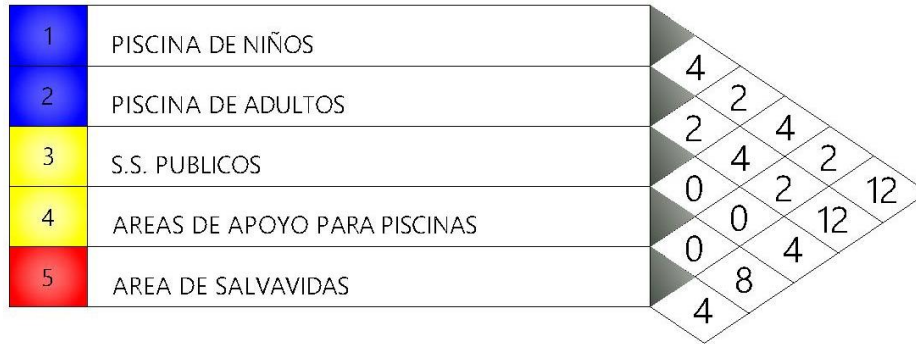 1 PISCINA DE NIÑOS
4
2
2 PISCINA DE ADULTOS
2 4
4 2
3 S.S. PUBLICOS
0 2 12
0 12
4 AREAS DE APOYO PARA PISCINAS
0 4
8
5 AREA DE SALVAVIDAS
4